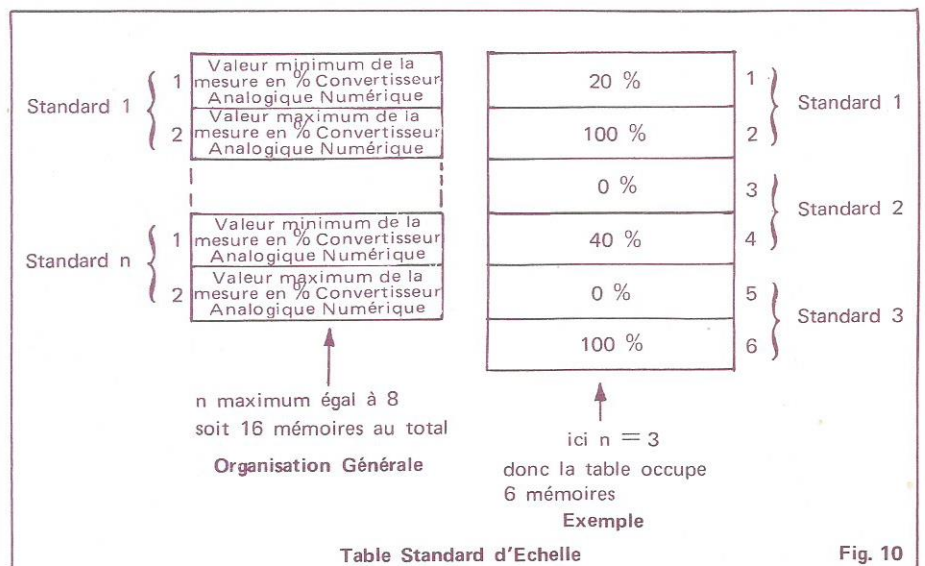 Standard 1
1
2
Valeur minimum de la
mesure en % Convertisseur
Analogique Numérique
Valeur maximum de la
mesure en % Convertisseur
Analogique Numérique
Standard n
1
2
Valeur minimum de la
mesure en % Convertisseur
Analogique Numérique
Valeur maximum de la
mesure en % Convertisseur
Analogique Numérique
n maximum égal à 8
soit 16 mémoires au total
Organisation Générale
20 %
1
100 %
2
Standard 1
0 %
3
40 %
4
Standard 2
0 %
5
100 %
6
Standard 3
ici n = 3
donc la table occupe
6 mémoires
Exemple
Table Standard d'Echelle
Fig. 10